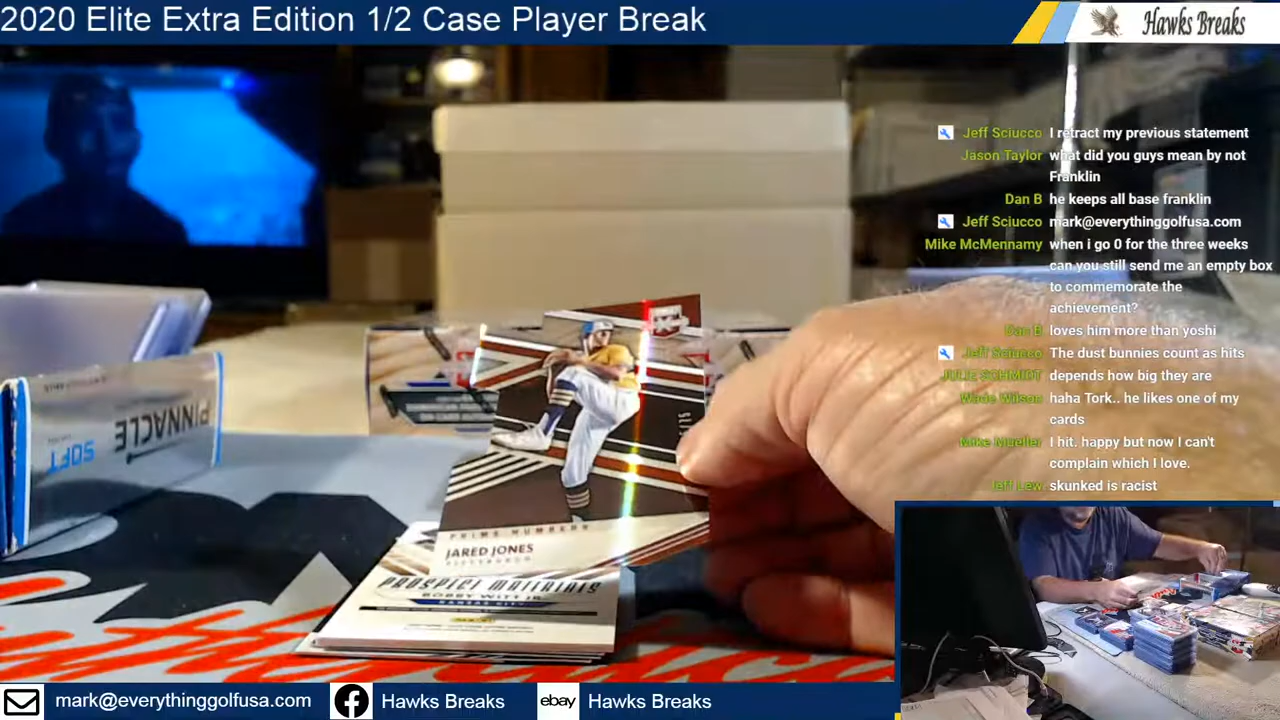 2020 Elite Extra Edition 1/2 Case Player Break
Hawks Breaks
Jeff Sciucco I retract my previous statement
Jason Taylor what did you guys mean by not
Franklin
Dan B he keeps all base franklin
Jeff Sciucco mark@everythinggolfusa.com
Mike McMennamy when i go 0 for the three weeks
can you still send me an empty box
to commemorate the
achievement?
Dan B loves him more than yoshi
Jeff Sciucco The dust bunnies count as hits
JULIE SCHMIDT depends how big they are
Wade Wilson haha Tork.. he likes one of my
cards
Mike Mueller I hit. happy but now I can't
complain which I love.
Jeff Lew skunked is racist
PINNACLE
SOFT
PRIME NUMBERS
JARED JONES
PITTSBURGH
PROSPECT MATERIALS
BOBBY WITT JR.
KANSAS CITY
mark@everythinggolfusa.com
Hawks Breaks
ebay
Hawks Breaks